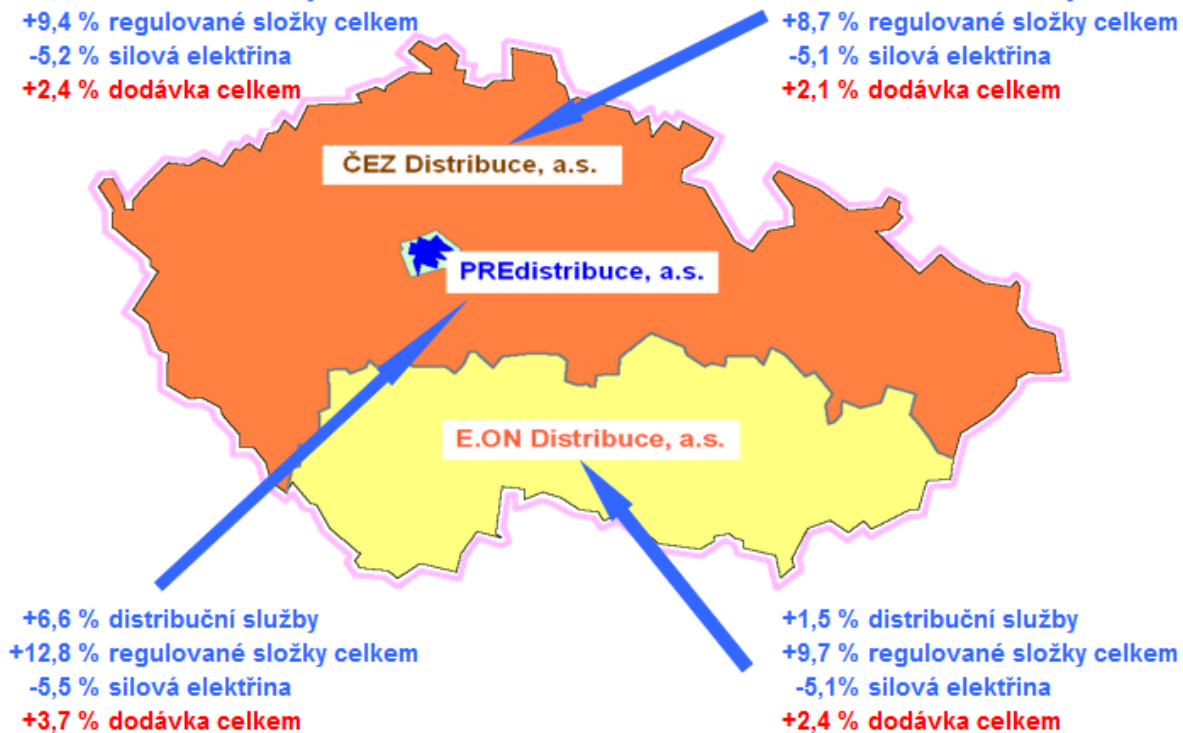 +9,4 % regulované složky celkem
-5,2 % silová elektřina
+2,4 % dodávka celkem
+8,7 % regulované složky celkem
-5,1 % silová elektřina
+2,1 % dodávka celkem
ČEZ Distribuce, a.s.
PREdistribuce, a.s.
E.ON Distribuce, a.s.
+6,6 % distribuční služby
+12,8 % regulované složky celkem
-5,5 % silová elektřina
+3,7 % dodávka celkem
+1,5 % distribuční služby
+9,7 % regulované složky celkem
-5,1% silová elektřina
+2,4 % dodávka celkem